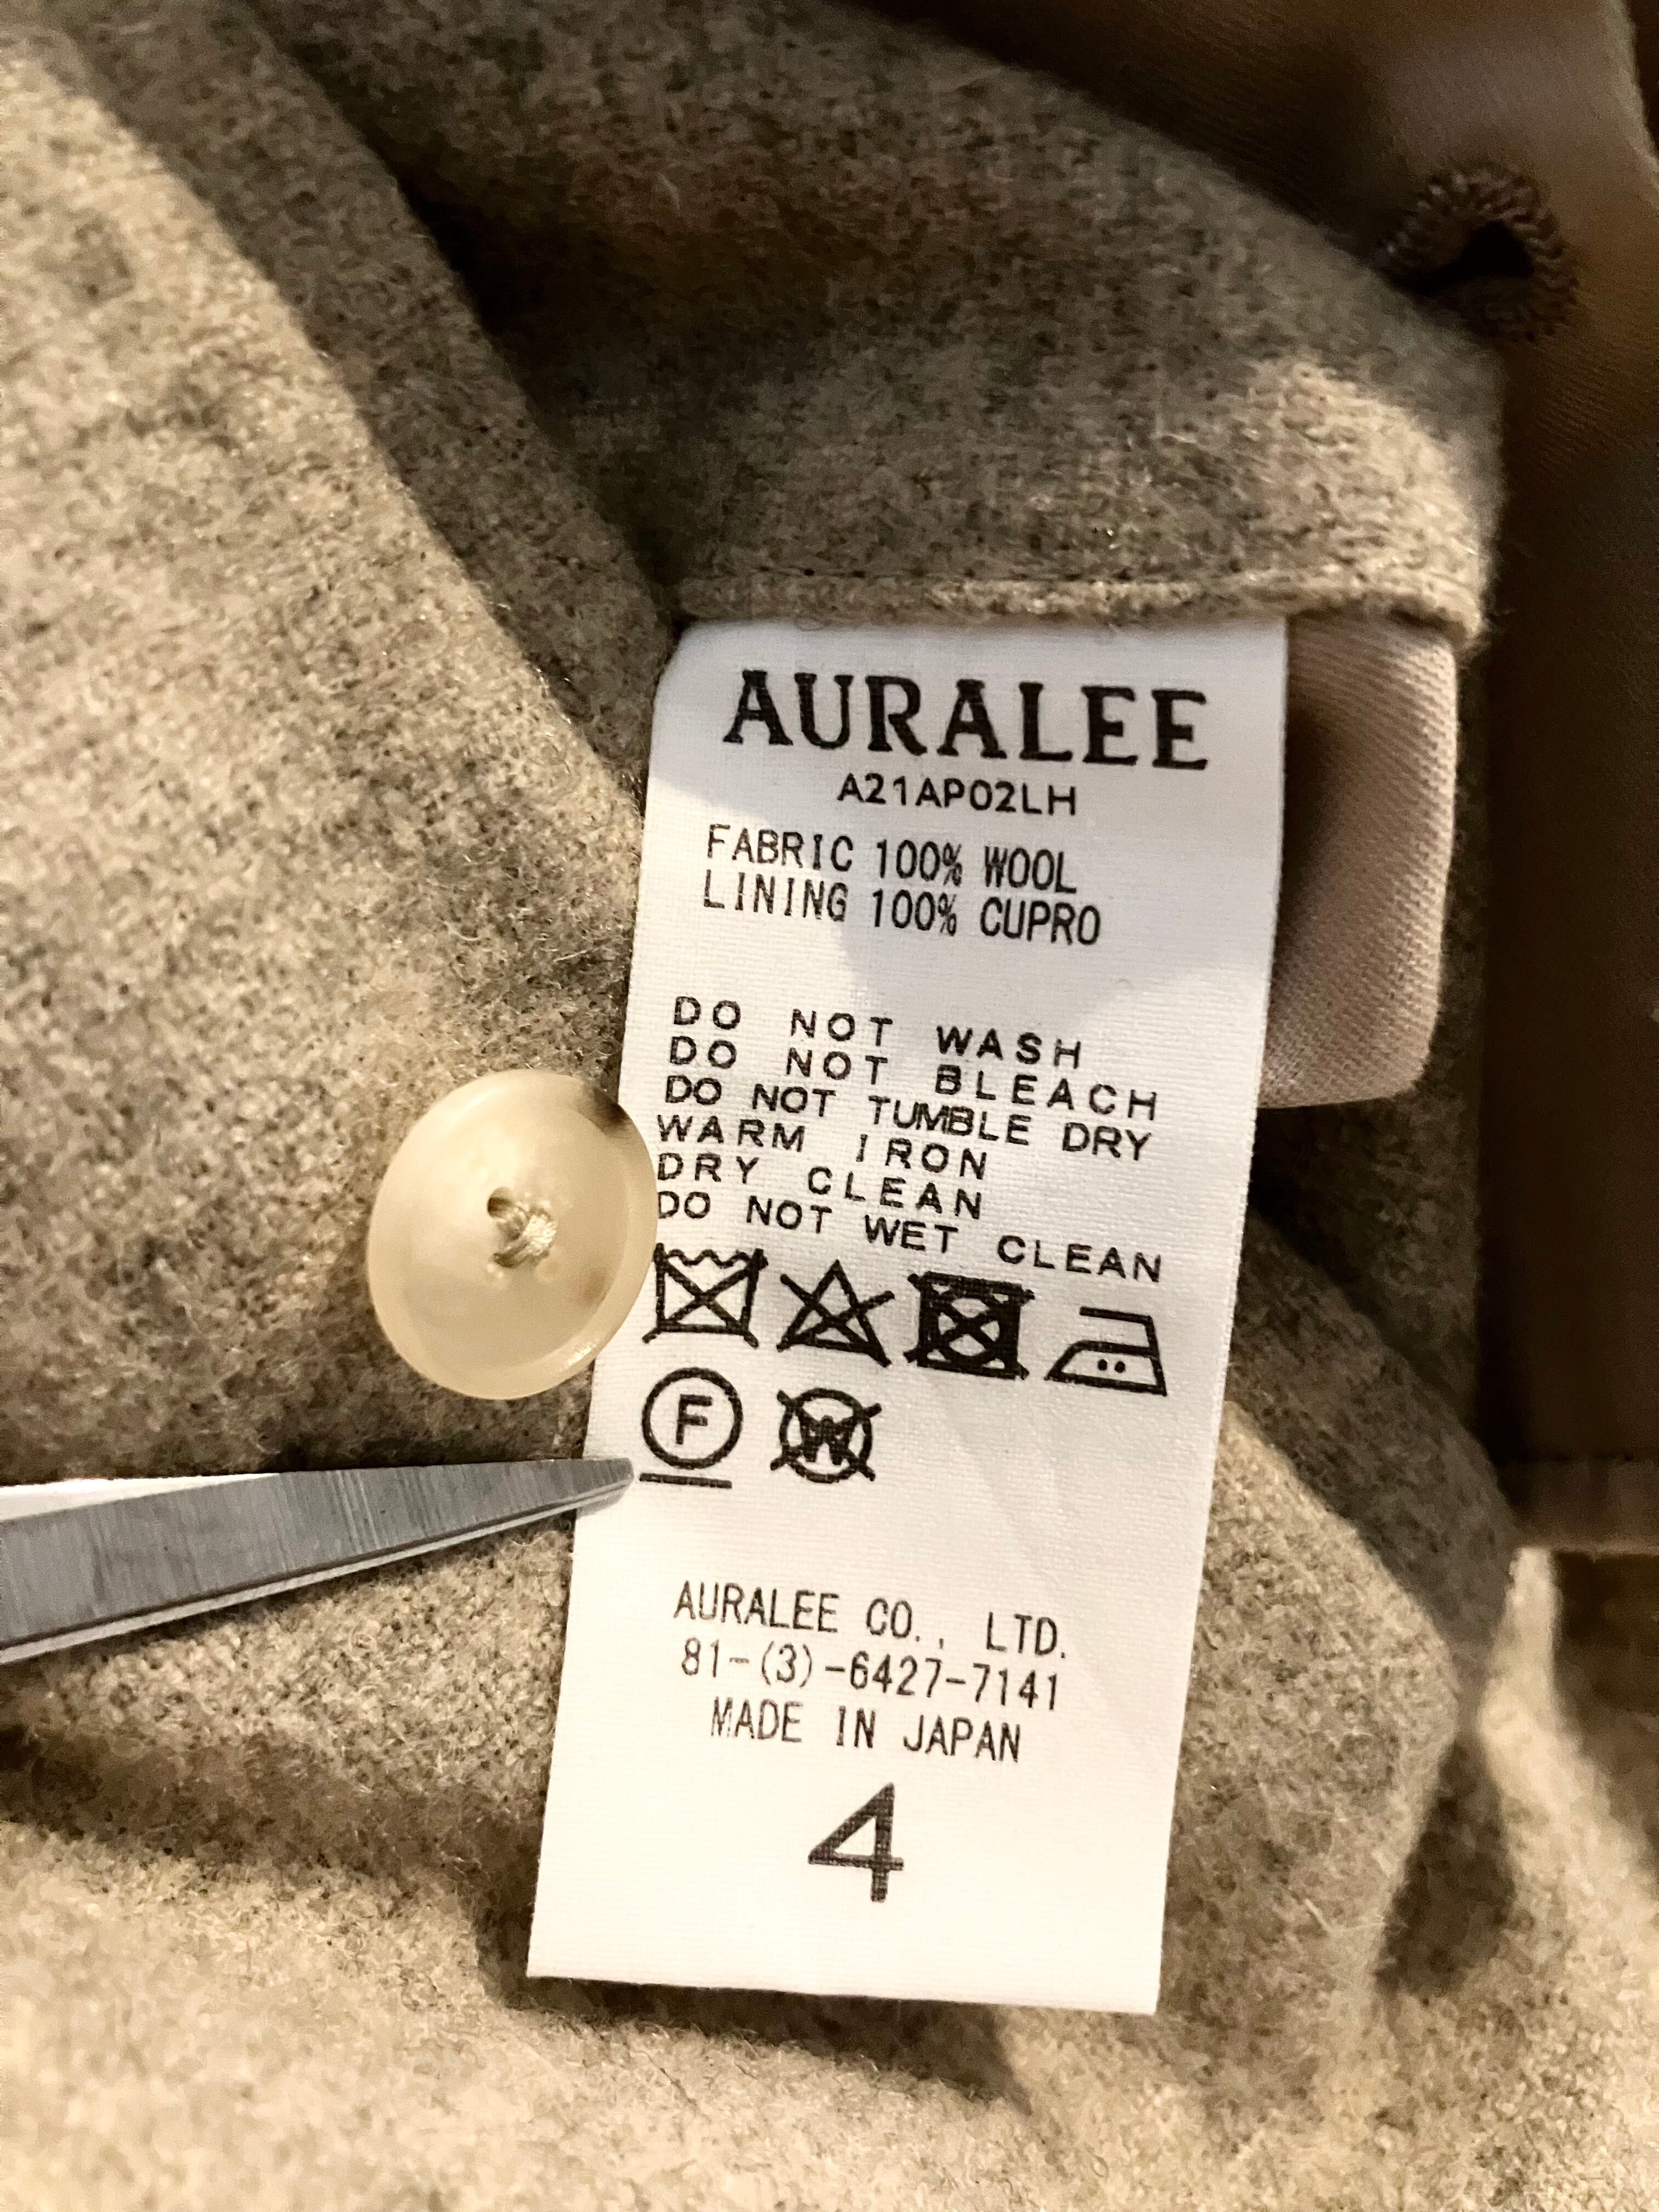 AURALEE
A21AP02LH
FABRIC 100% WOOL
LINING 100% CUPRO
DO NOT WASH
DO NOT BLEACH
DO NOT TUMBLE DRY
WARM IRON
DRY CLEAN
DO NOT WET CLEAN
F W
AURALEE CO., LTD.
81-(3)-6427-7141
MADE IN JAPAN
4